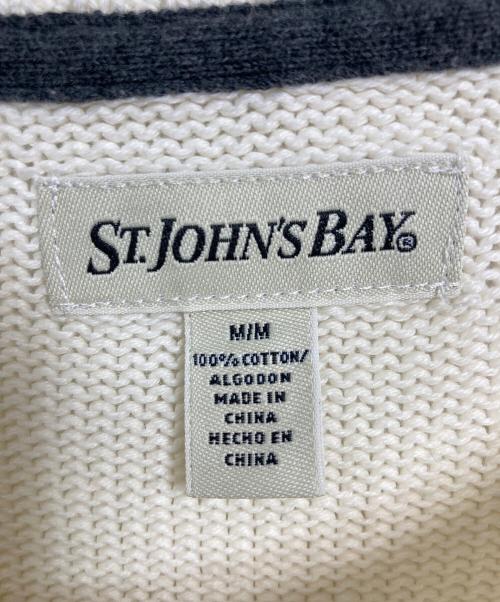 ST. JOHN'S BAY®
M/M
100% COTTON/
ALGODON
MADE IN
CHINA
HECHO EN
CHINA